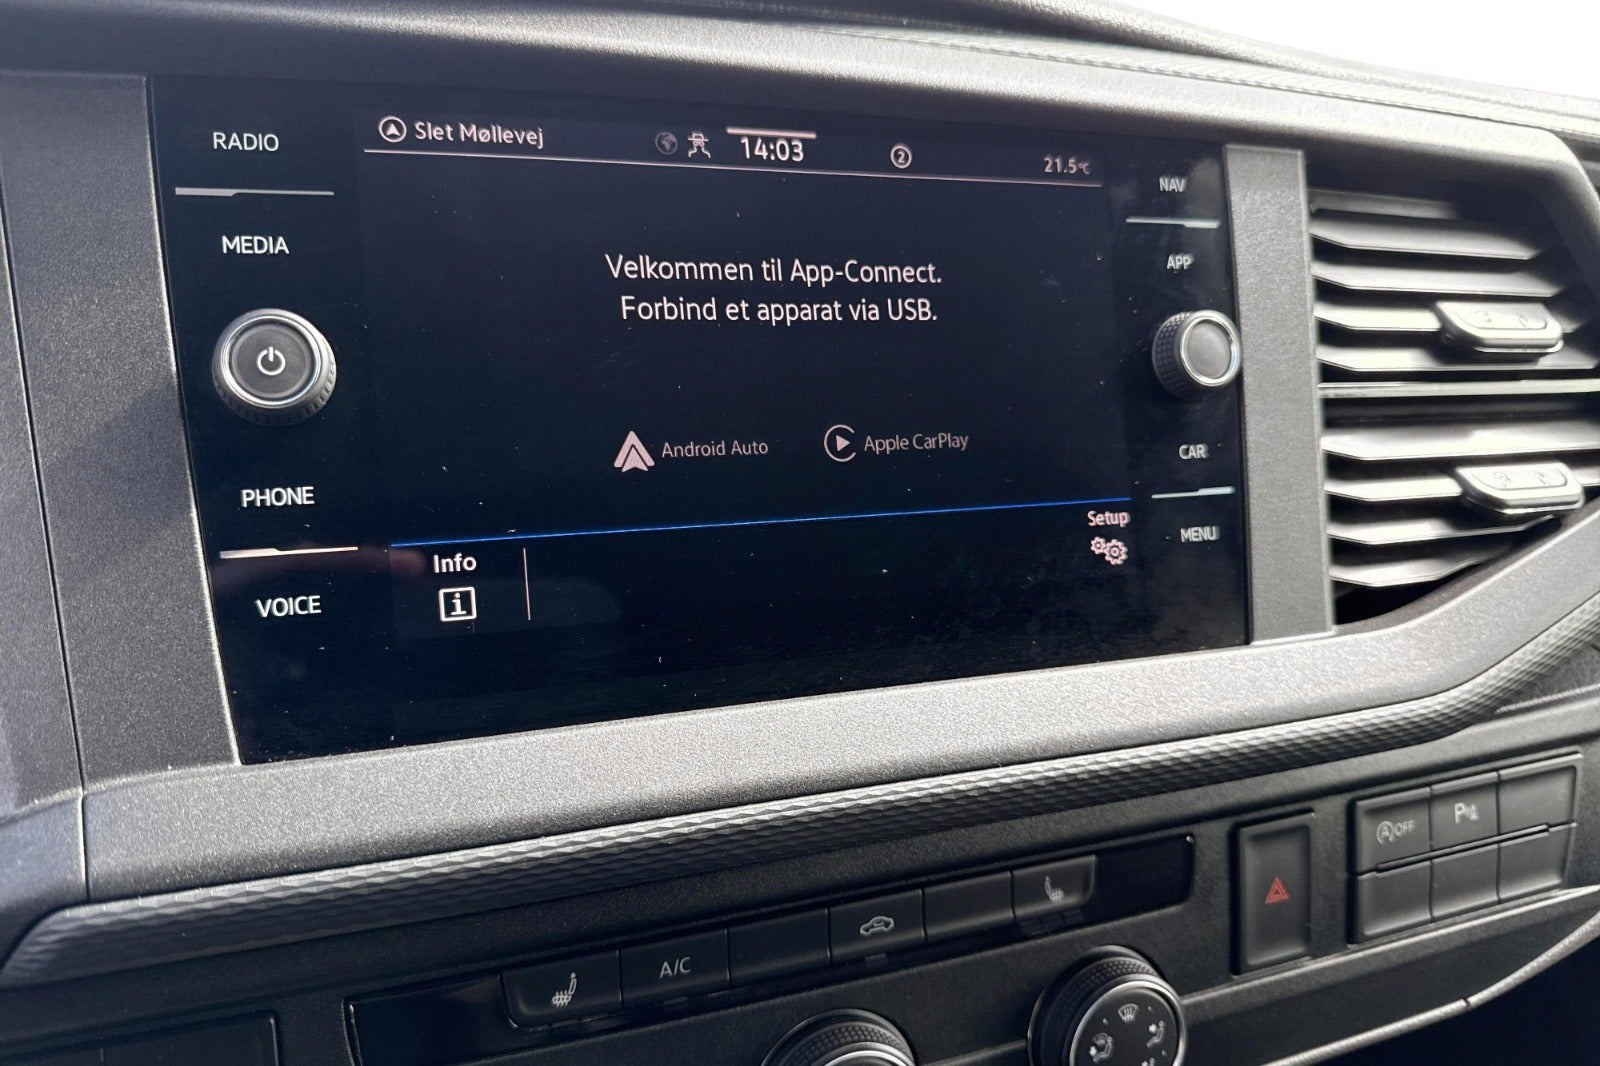 RADIO
MEDIA
PHONE
VOICE
Slet Møllevej
14:03
2
21.5°C
Velkommen til App-Connect.
Forbind et apparat via USB.
Android Auto
Apple CarPlay
Setup
Info
i
NAV
APP
CAR
MENU
A OFF
P
A/C